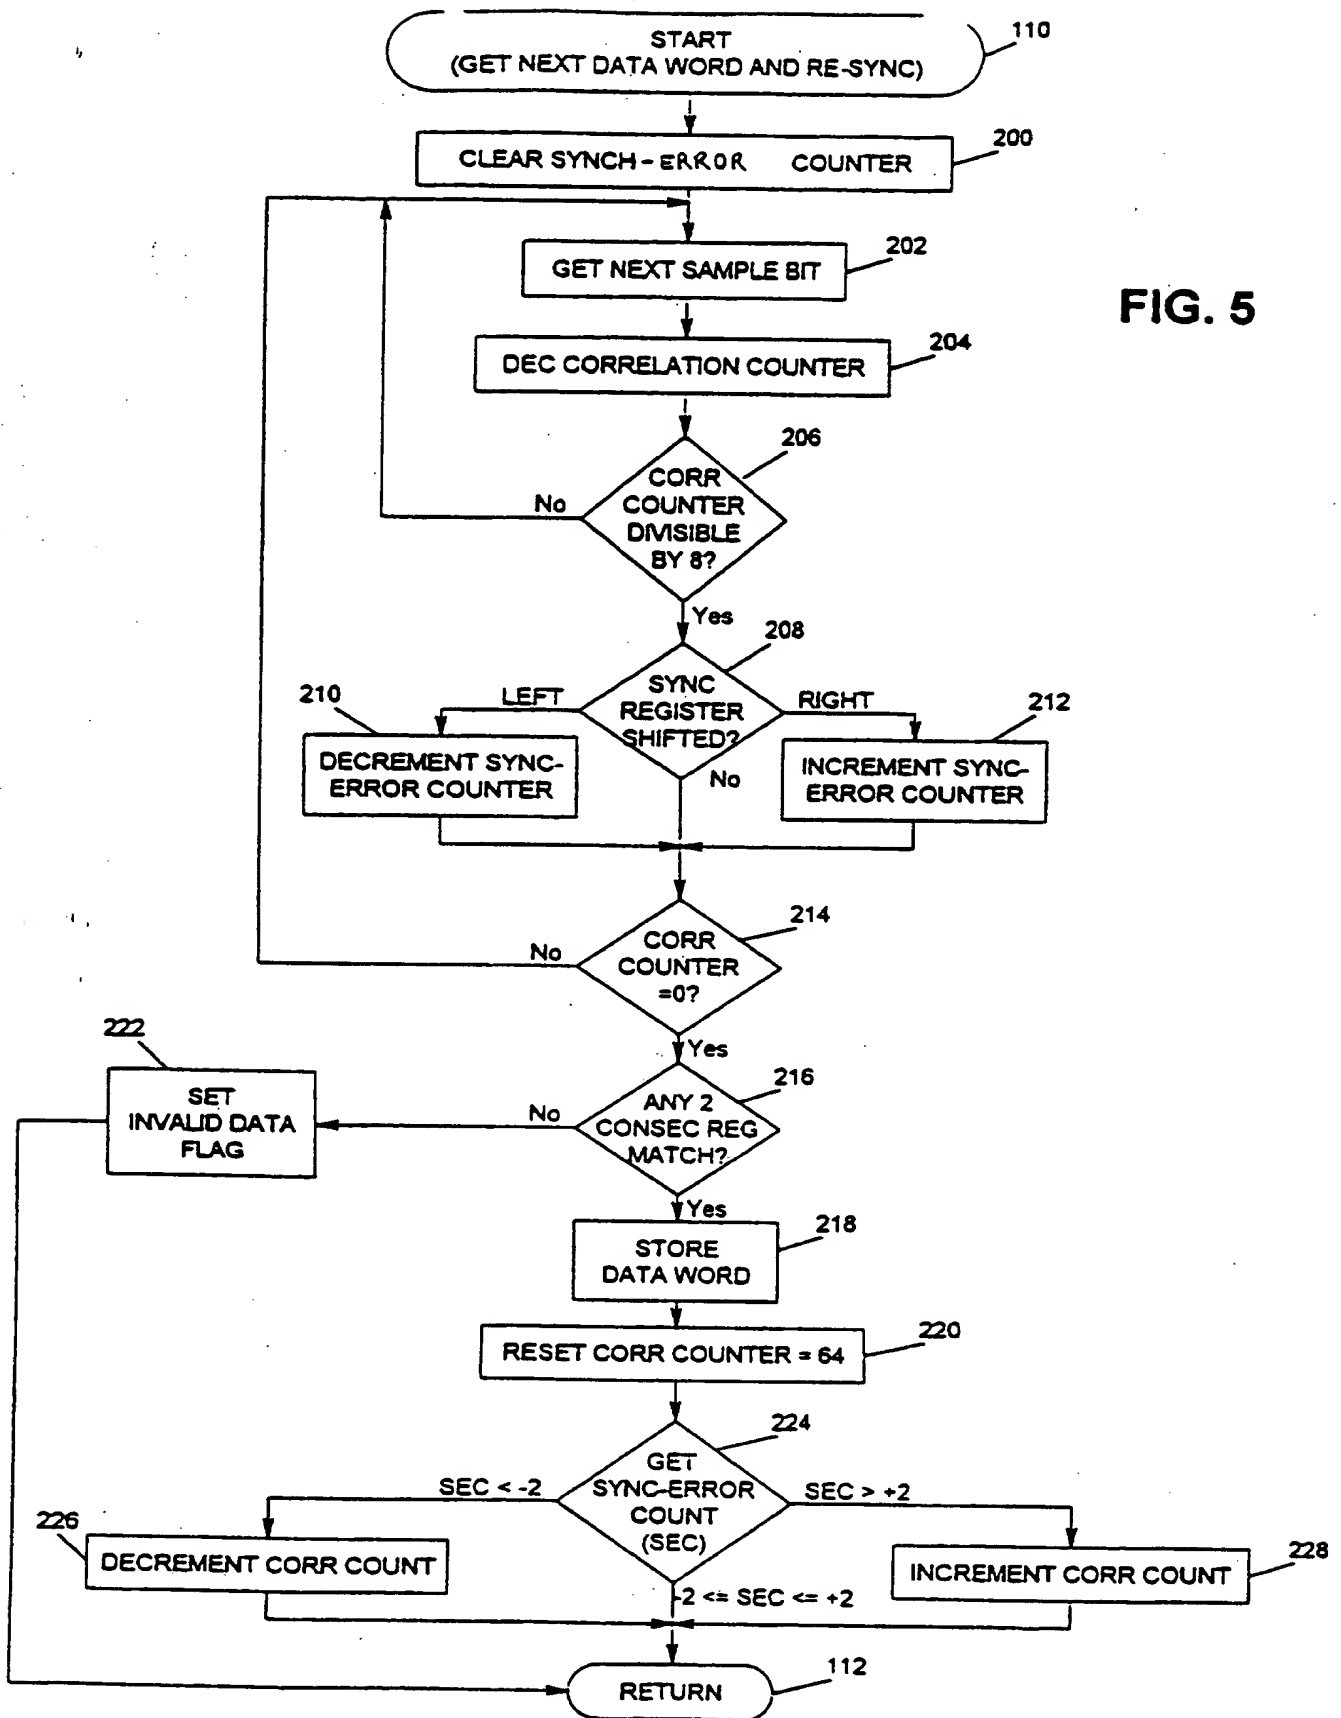 START
(GET NEXT DATA WORD AND RE-SYNC)
110
CLEAR SYNCH-ERROR COUNTER
200
GET NEXT SAMPLE BIT
202
FIG. 5
DEC CORRELATION COUNTER
204
CORR
COUNTER
DIVISIBLE
BY 8?
206
No
Yes
SYNC
REGISTER
SHIFTED?
208
LEFT
RIGHT
No
210
DECREMENT SYNC-
ERROR COUNTER
212
INCREMENT SYNC-
ERROR COUNTER
CORR
COUNTER
=0?
214
No
Yes
ANY 2
CONSEC REG
MATCH?
216
No
Yes
222
SET
INVALID DATA
FLAG
STORE
DATA WORD
218
RESET CORR COUNTER = 64
220
GET
SYNC-ERROR
COUNT
(SEC)
224
SEC < -2
SEC > +2
-2 <= SEC <= +2
226
DECREMENT CORR COUNT
INCREMENT CORR COUNT
228
RETURN
112